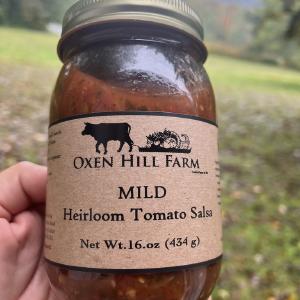 OXEN HILL FARM
MILD
Heirloom Tomato Salsa
Net Wt.16.oz (434 g)